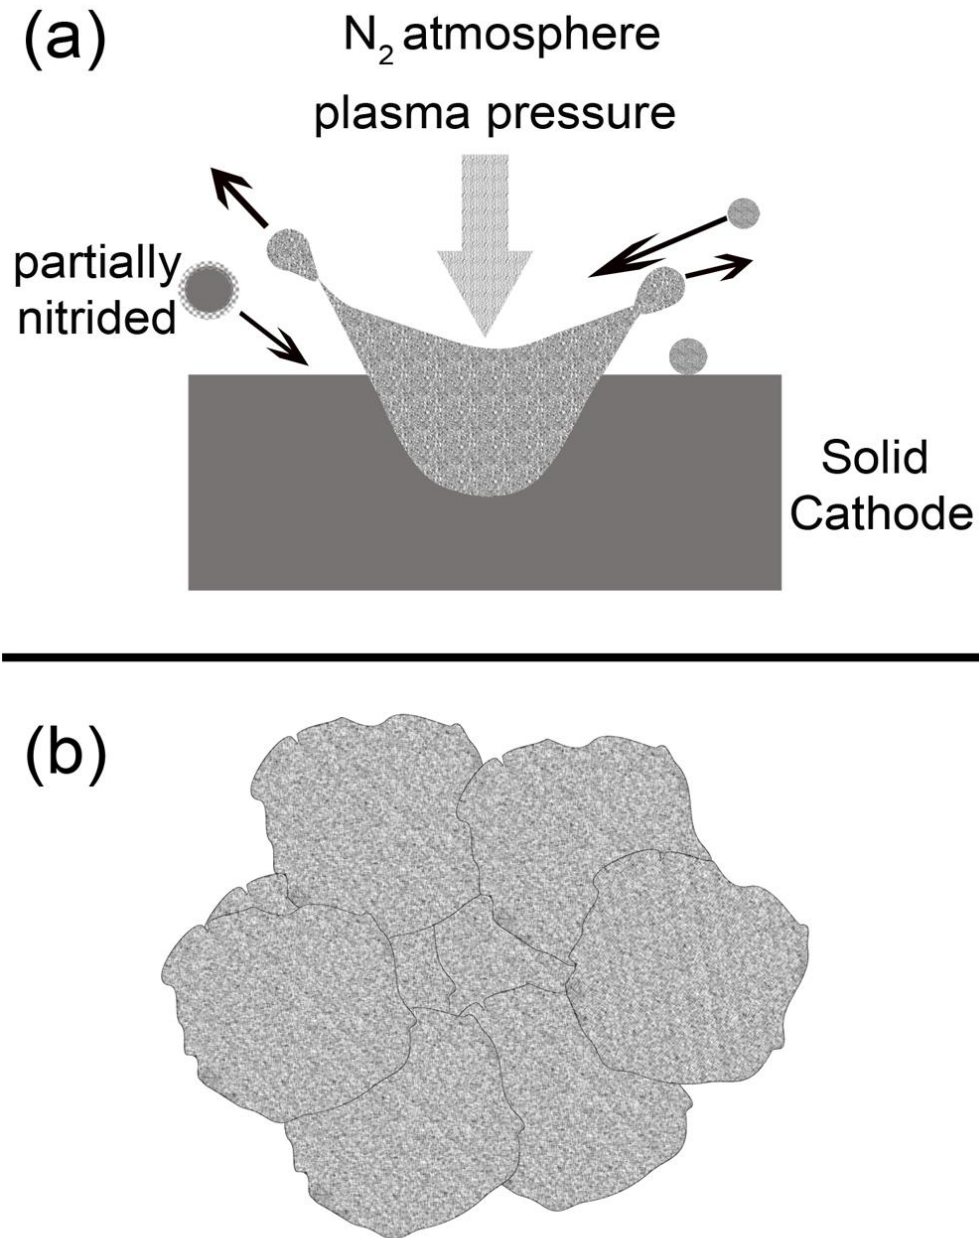 (a)
N₂ atmosphere
plasma pressure
partially
nitrided
Solid
Cathode
(b)